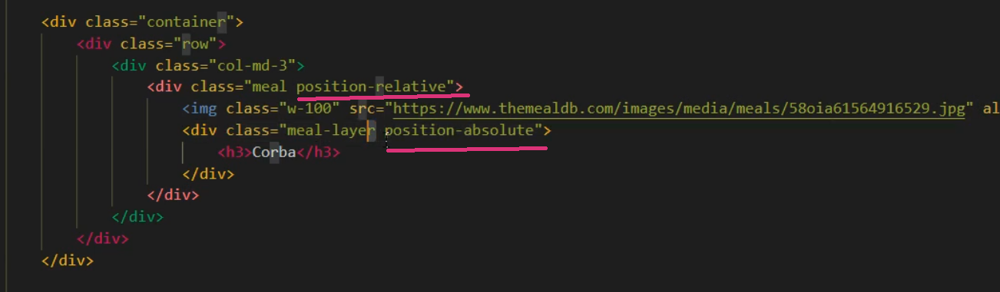 <div class="container">
<div class="row">
<div class="col-md-3">
<div class="meal position-relative">
<img class="w-100" src="https://www.themealdb.com/images/media/meals/58oia61564916529.jpg" al
<div class="meal-layer position-absolute">
<h3>Corba</h3>
</div>
</div>
</div>
</div>
</div>